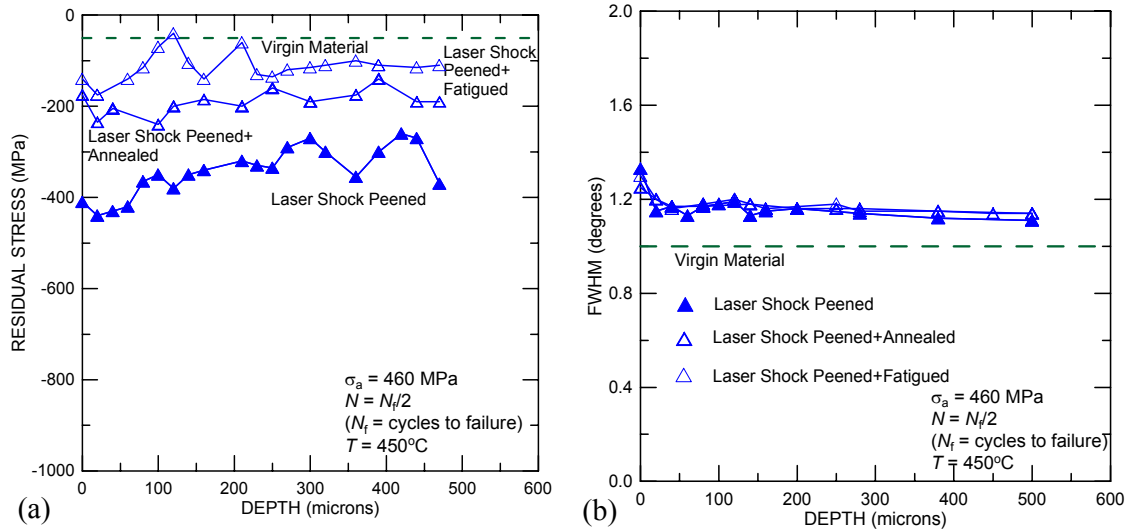 0
-200
-400
-600
-800
-1000
RESIDUAL STRESS (MPa)
Virgin Material
Laser Shock
Peened+
Fatigued
Laser Shock Peened+
Annealed
Laser Shock Peened
σa = 460 MPa
N = Nf/2
(Nf = cycles to failure)
T = 450oC
0 100 200 300 400 500 600
DEPTH (microns)
(a)
2.0
1.6
1.2
0.8
0.4
0.0
FWHM (degrees)
Virgin Material
Laser Shock Peened
Laser Shock Peened+Annealed
Laser Shock Peened+Fatigued
σa = 460 MPa
N = Nf/2
(Nf = cycles to failure)
T = 450oC
0 100 200 300 400 500 600
DEPTH (microns)
(b)